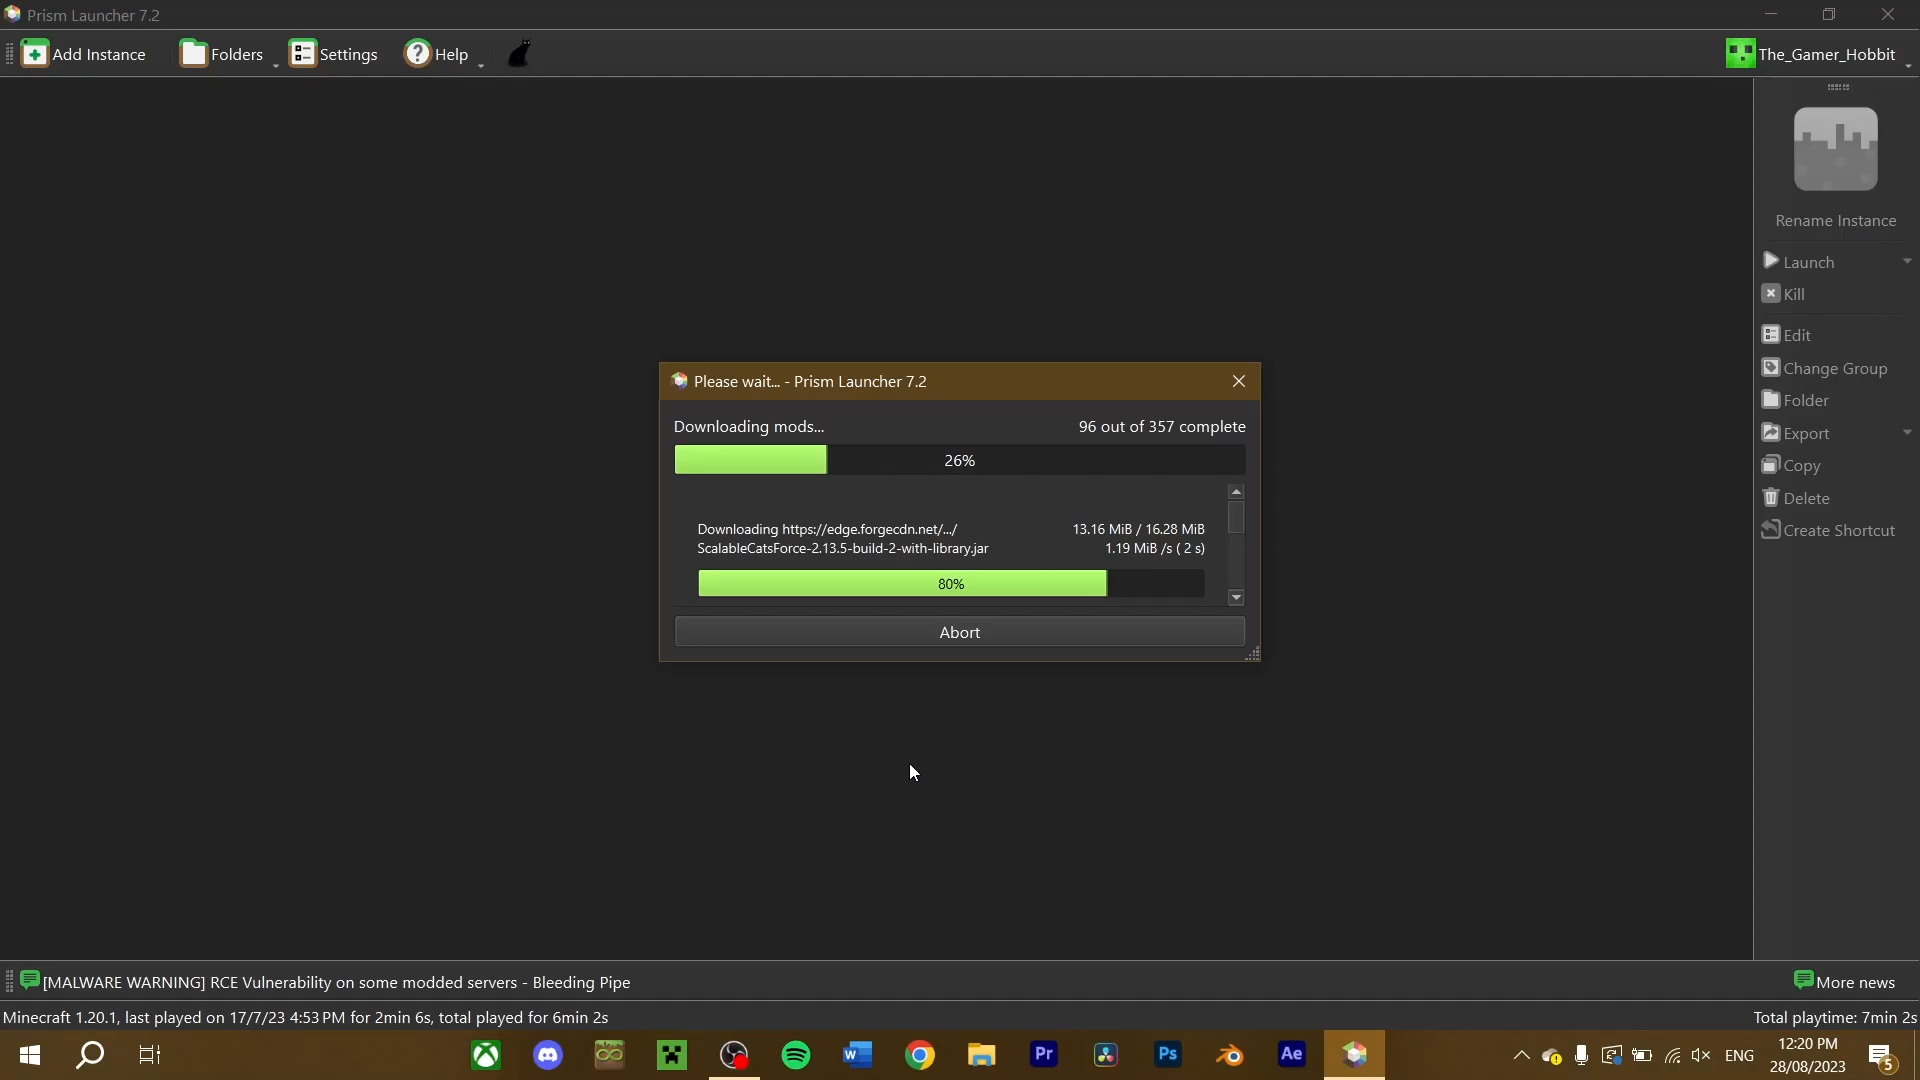 Prism Launcher 7.2
Add Instance
Folders
Settings
Help
The_Gamer_Hobbit
Rename Instance
Launch
Kill
Edit
Change Group
Folder
Export
Copy
Delete
Create Shortcut
Please wait... - Prism Launcher 7.2
Downloading mods... 96 out of 357 complete
26%
Downloading https://edge.forgecdn.net/.../ 13.16 MiB / 16.28 MiB
ScalableCatsForce-2.13.5-build-2-with-library.jar 1.19 MiB /s ( 2 s)
80%
Abort
[MALWARE WARNING] RCE Vulnerability on some modded servers - Bleeding Pipe
More news
Minecraft 1.20.1, last played on 17/7/23 4:53 PM for 2min 6s, total played for 6min 2s
Total playtime: 7min 2s
W
Pr
Ps
Ae
ENG
12:20 PM
28/08/2023
5